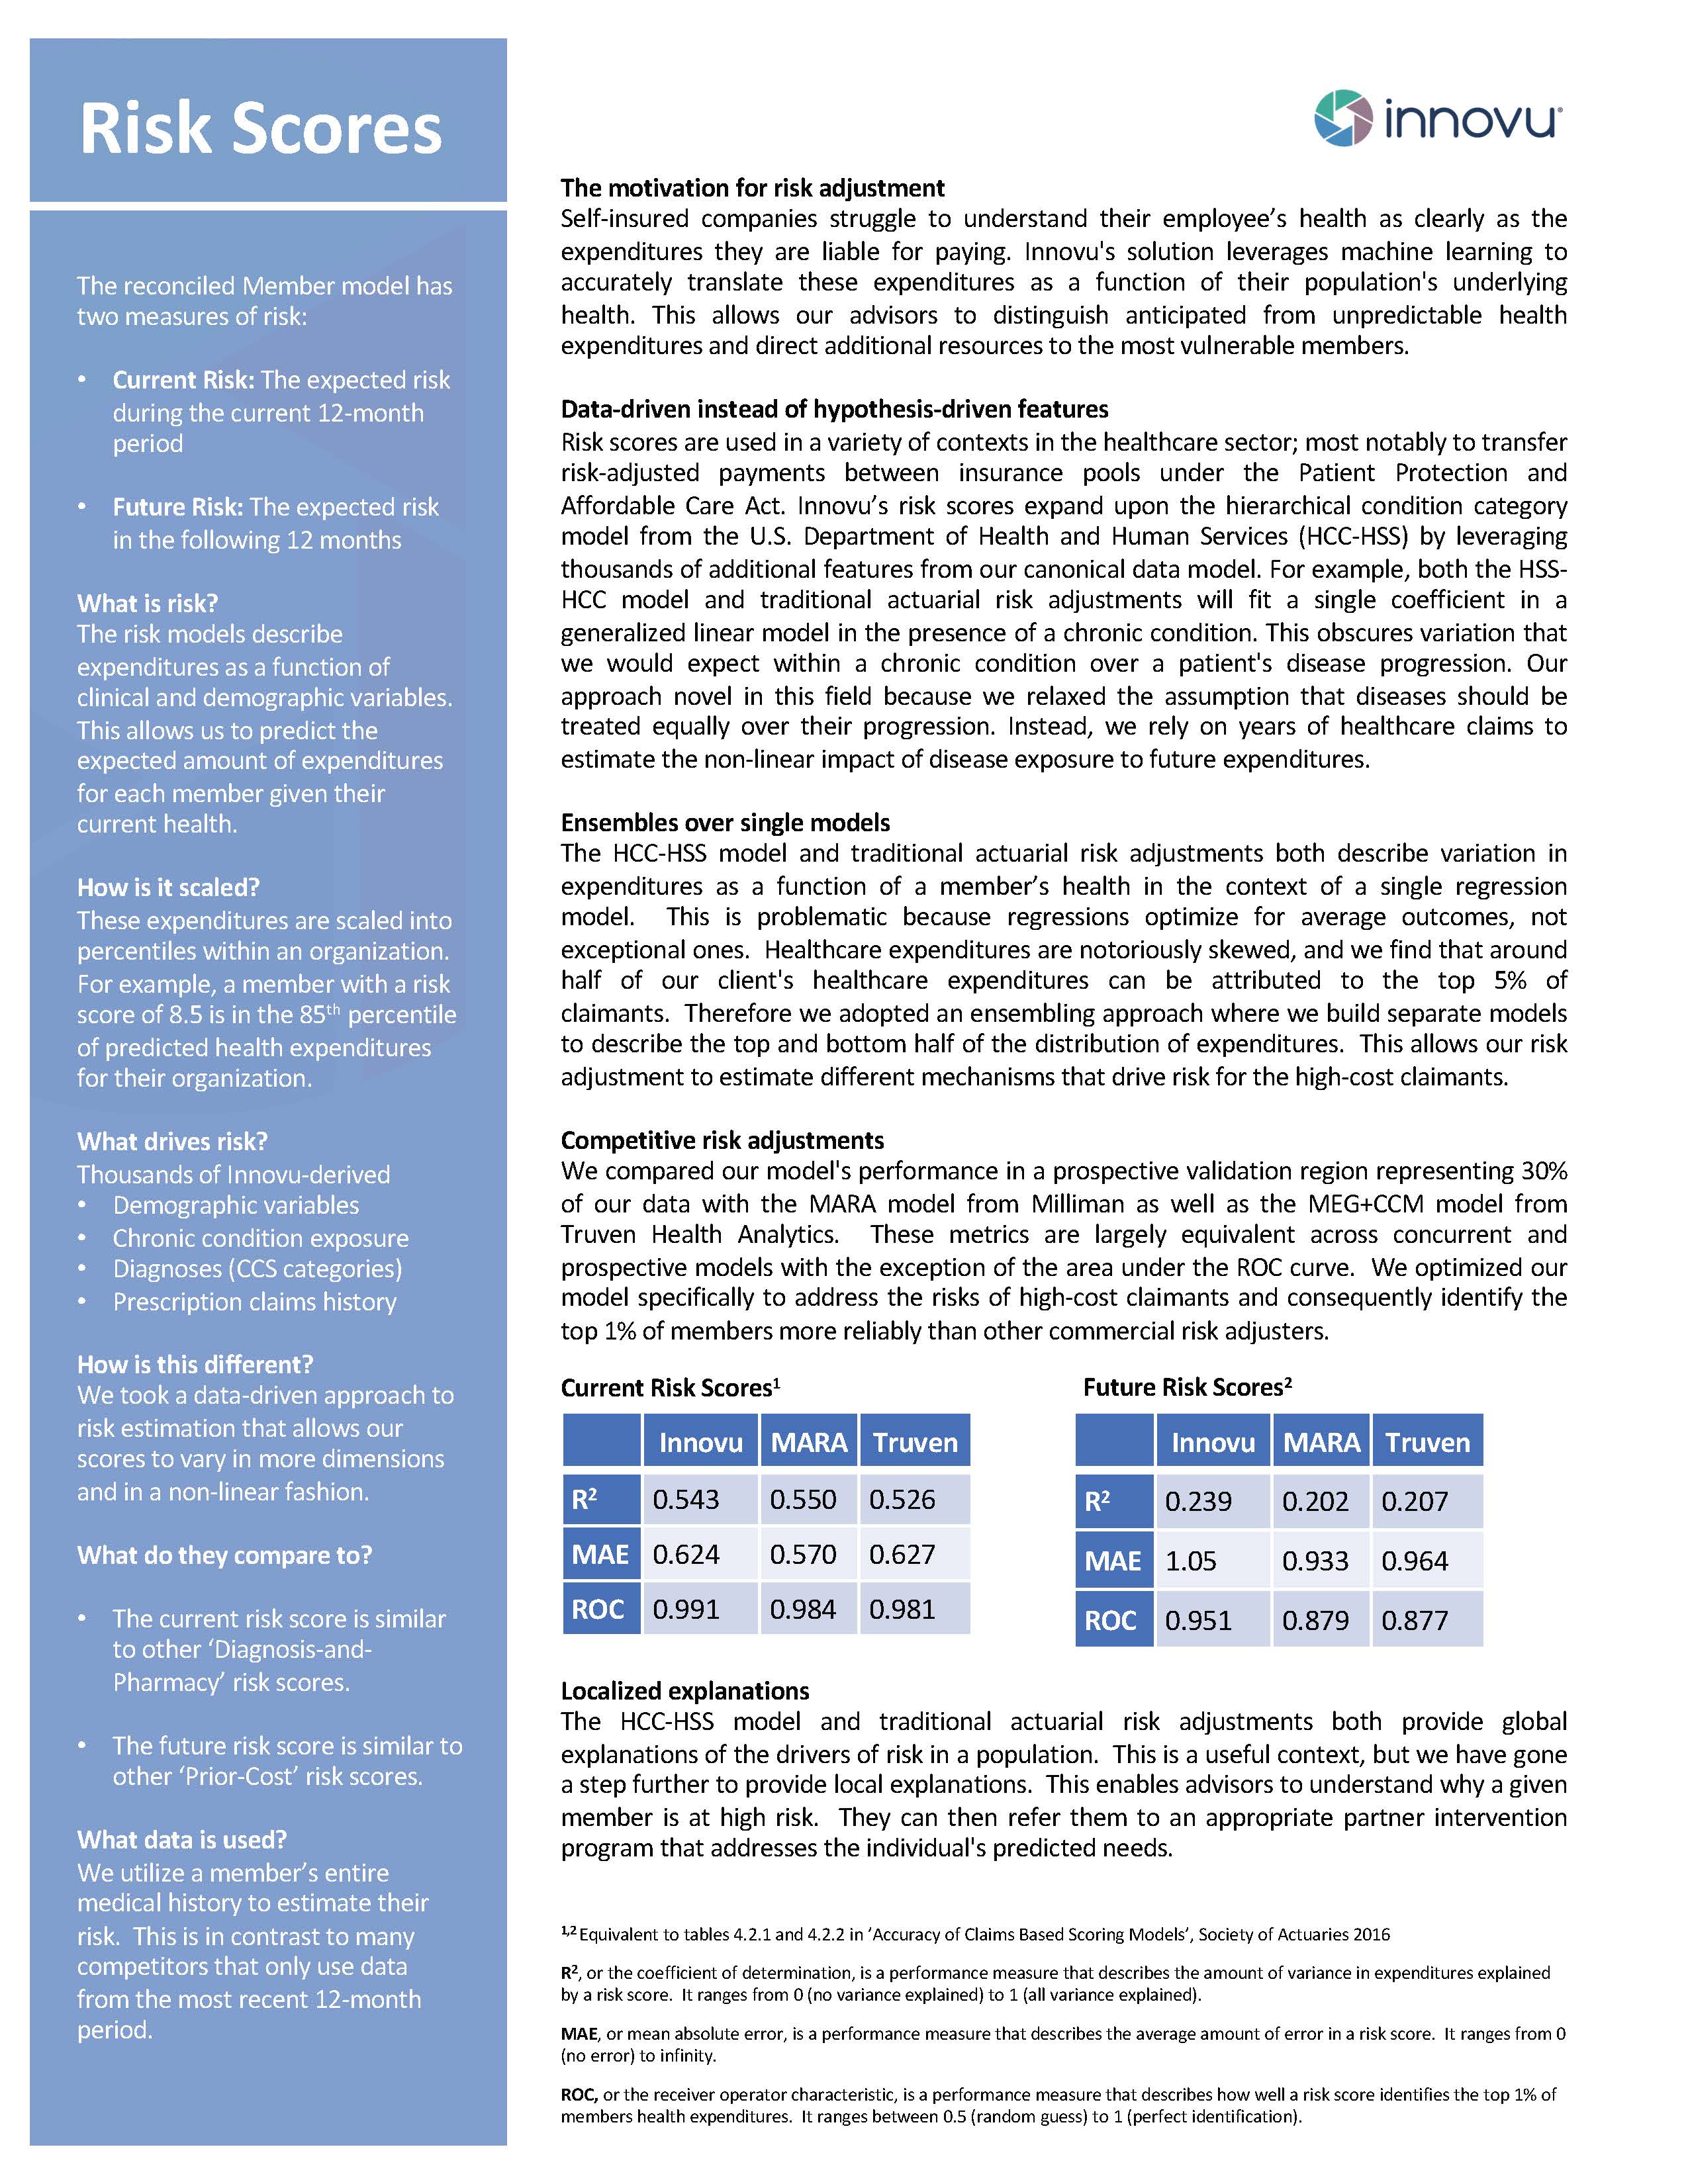 Risk Scores
The reconciled Member model has
two measures of risk:
• Current Risk: The expected risk
during the current 12-month
period
• Future Risk: The expected risk
in the following 12 months
What is risk?
The risk models describe
expenditures as a function of
clinical and demographic variables.
This allows us to predict the
expected amount of expenditures
for each member given their
current health.
How is it scaled?
These expenditures are scaled into
percentiles within an organization.
For example, a member with a risk
score of 8.5 is in the 85th percentile
of predicted health expenditures
for their organization.
What drives risk?
Thousands of Innovu-derived
• Demographic variables
• Chronic condition exposure
• Diagnoses (CCS categories)
• Prescription claims history
How is this different?
We took a data-driven approach to
risk estimation that allows our
scores to vary in more dimensions
and in a non-linear fashion.
What do they compare to?
• The current risk score is similar
to other ‘Diagnosis-and-
Pharmacy’ risk scores.
• The future risk score is similar to
other ‘Prior-Cost’ risk scores.
What data is used?
We utilize a member’s entire
medical history to estimate their
risk.  This is in contrast to many
competitors that only use data
from the most recent 12-month
period.
innovu®
The motivation for risk adjustment
Self-insured companies struggle to understand their employee’s health as clearly as the
expenditures they are liable for paying. Innovu's solution leverages machine learning to
accurately translate these expenditures as a function of their population's underlying
health. This allows our advisors to distinguish anticipated from unpredictable health
expenditures and direct additional resources to the most vulnerable members.
Data-driven instead of hypothesis-driven features
Risk scores are used in a variety of contexts in the healthcare sector; most notably to transfer
risk-adjusted payments between insurance pools under the Patient Protection and
Affordable Care Act. Innovu’s risk scores expand upon the hierarchical condition category
model from the U.S. Department of Health and Human Services (HCC-HSS) by leveraging
thousands of additional features from our canonical data model. For example, both the HSS-
HCC model and traditional actuarial risk adjustments will fit a single coefficient in a
generalized linear model in the presence of a chronic condition. This obscures variation that
we would expect within a chronic condition over a patient's disease progression. Our
approach novel in this field because we relaxed the assumption that diseases should be
treated equally over their progression. Instead, we rely on years of healthcare claims to
estimate the non-linear impact of disease exposure to future expenditures.
Ensembles over single models
The HCC-HSS model and traditional actuarial risk adjustments both describe variation in
expenditures as a function of a member’s health in the context of a single regression
model.  This is problematic because regressions optimize for average outcomes, not
exceptional ones.  Healthcare expenditures are notoriously skewed, and we find that around
half of our client's healthcare expenditures can be attributed to the top 5% of
claimants.  Therefore we adopted an ensembling approach where we build separate models
to describe the top and bottom half of the distribution of expenditures.  This allows our risk
adjustment to estimate different mechanisms that drive risk for the high-cost claimants.
Competitive risk adjustments
We compared our model's performance in a prospective validation region representing 30%
of our data with the MARA model from Milliman as well as the MEG+CCM model from
Truven Health Analytics.  These metrics are largely equivalent across concurrent and
prospective models with the exception of the area under the ROC curve.  We optimized our
model specifically to address the risks of high-cost claimants and consequently identify the
top 1% of members more reliably than other commercial risk adjusters.
Current Risk Scores1
Innovu MARA Truven
R2 0.543 0.550 0.526
MAE 0.624 0.570 0.627
ROC 0.991 0.984 0.981
Future Risk Scores2
Innovu MARA Truven
R2 0.239 0.202 0.207
MAE 1.05 0.933 0.964
ROC 0.951 0.879 0.877
Localized explanations
The HCC-HSS model and traditional actuarial risk adjustments both provide global
explanations of the drivers of risk in a population.  This is a useful context, but we have gone
a step further to provide local explanations.  This enables advisors to understand why a given
member is at high risk.  They can then refer them to an appropriate partner intervention
program that addresses the individual's predicted needs.
1,2 Equivalent to tables 4.2.1 and 4.2.2 in ’Accuracy of Claims Based Scoring Models’, Society of Actuaries 2016
R2, or the coefficient of determination, is a performance measure that describes the amount of variance in expenditures explained
by a risk score.  It ranges from 0 (no variance explained) to 1 (all variance explained).
MAE, or mean absolute error, is a performance measure that describes the average amount of error in a risk score.  It ranges from 0
(no error) to infinity.
ROC, or the receiver operator characteristic, is a performance measure that describes how well a risk score identifies the top 1% of
members health expenditures.  It ranges between 0.5 (random guess) to 1 (perfect identification).